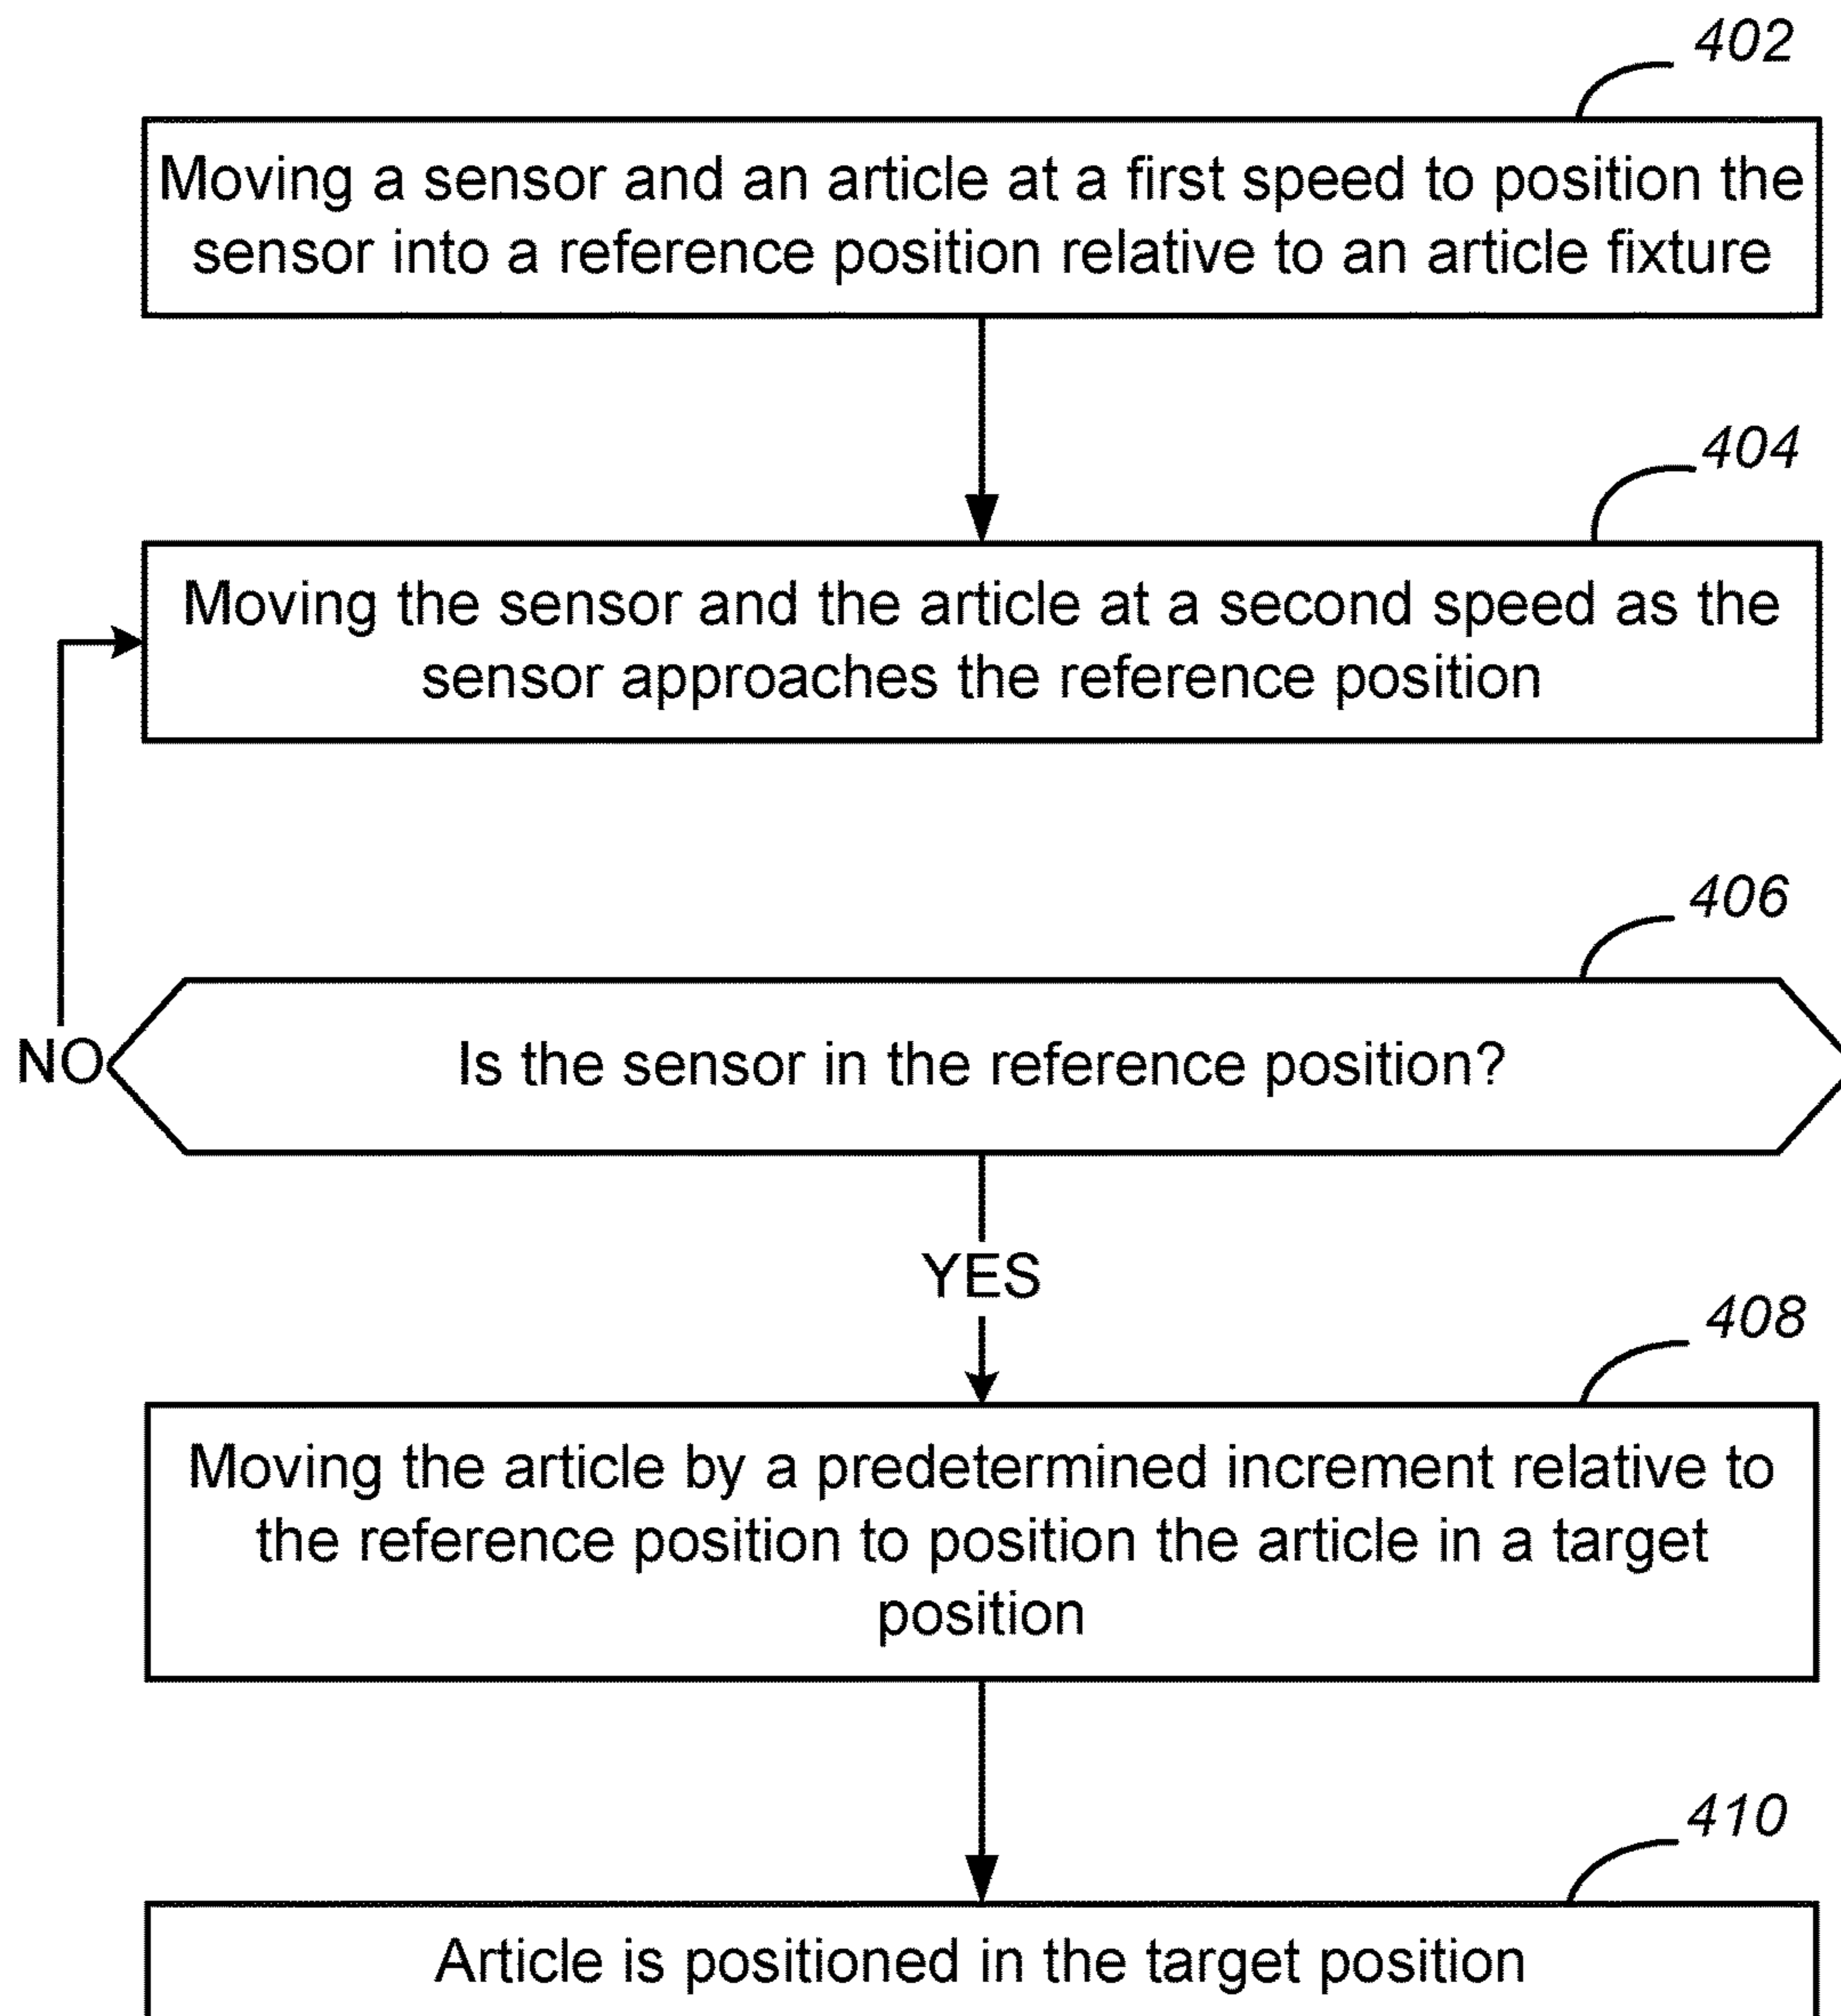 402
Moving a sensor and an article at a first speed to position the
sensor into a reference position relative to an article fixture
404
Moving the sensor and the article at a second speed as the
sensor approaches the reference position
406
NO
Is the sensor in the reference position?
YES
408
Moving the article by a predetermined increment relative to
the reference position to position the article in a target
position
410
Article is positioned in the target position